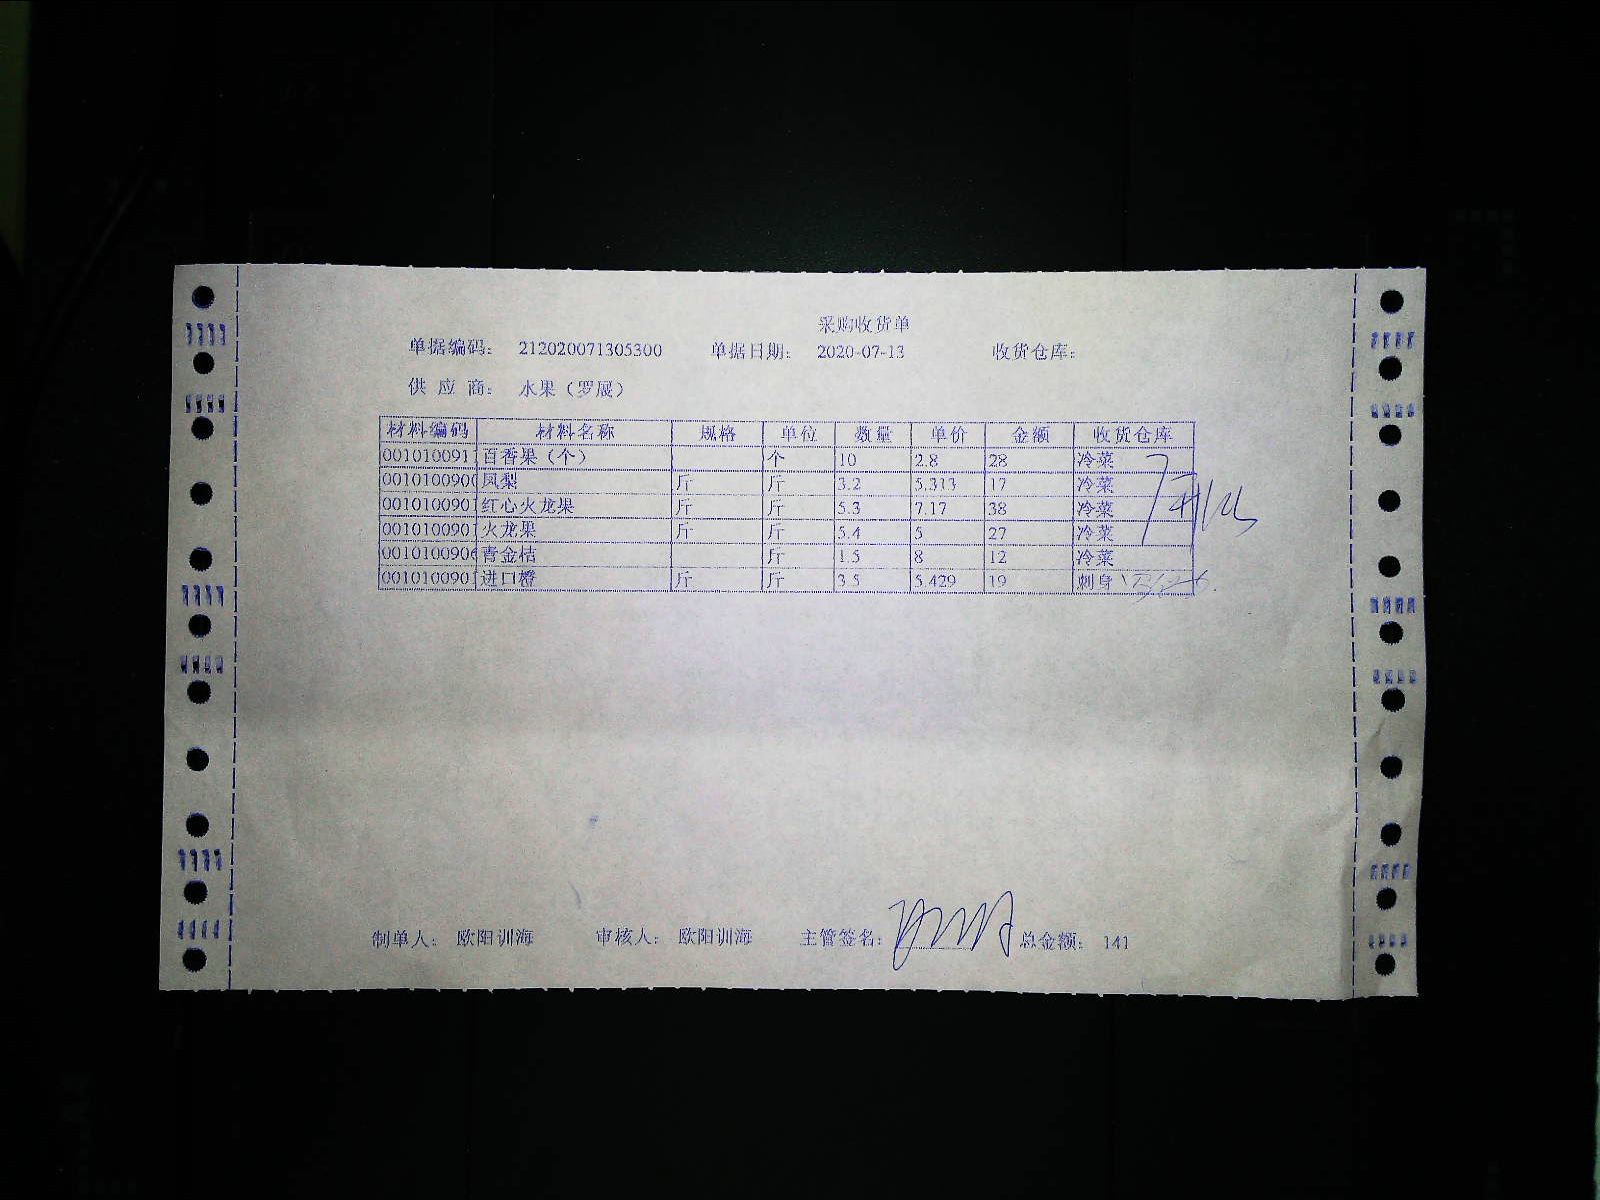 采购收货单
单据编码： 212020071305300 单据日期： 2020-07-13 收货仓库：
供 应 商： 水果（罗展）
材料编码 材料名称 规格 单位 数量 单价 金额 收货仓库
001010091 百香果（个） 个 10 2.8 28 冷菜
001010090 凤梨 斤 斤 3.2 5.313 17 冷菜
001010090 红心火龙果 斤 斤 5.3 7.17 38 冷菜
001010090 火龙果 斤 斤 5.4 5 27 冷菜
001010090 青金桔 斤 1.5 8 12 冷菜
001010090 进口橙 斤 斤 3.5 5.429 19 刺身
制单人： 欧阳训海 审核人： 欧阳训海 主管签名： 总金额： 141